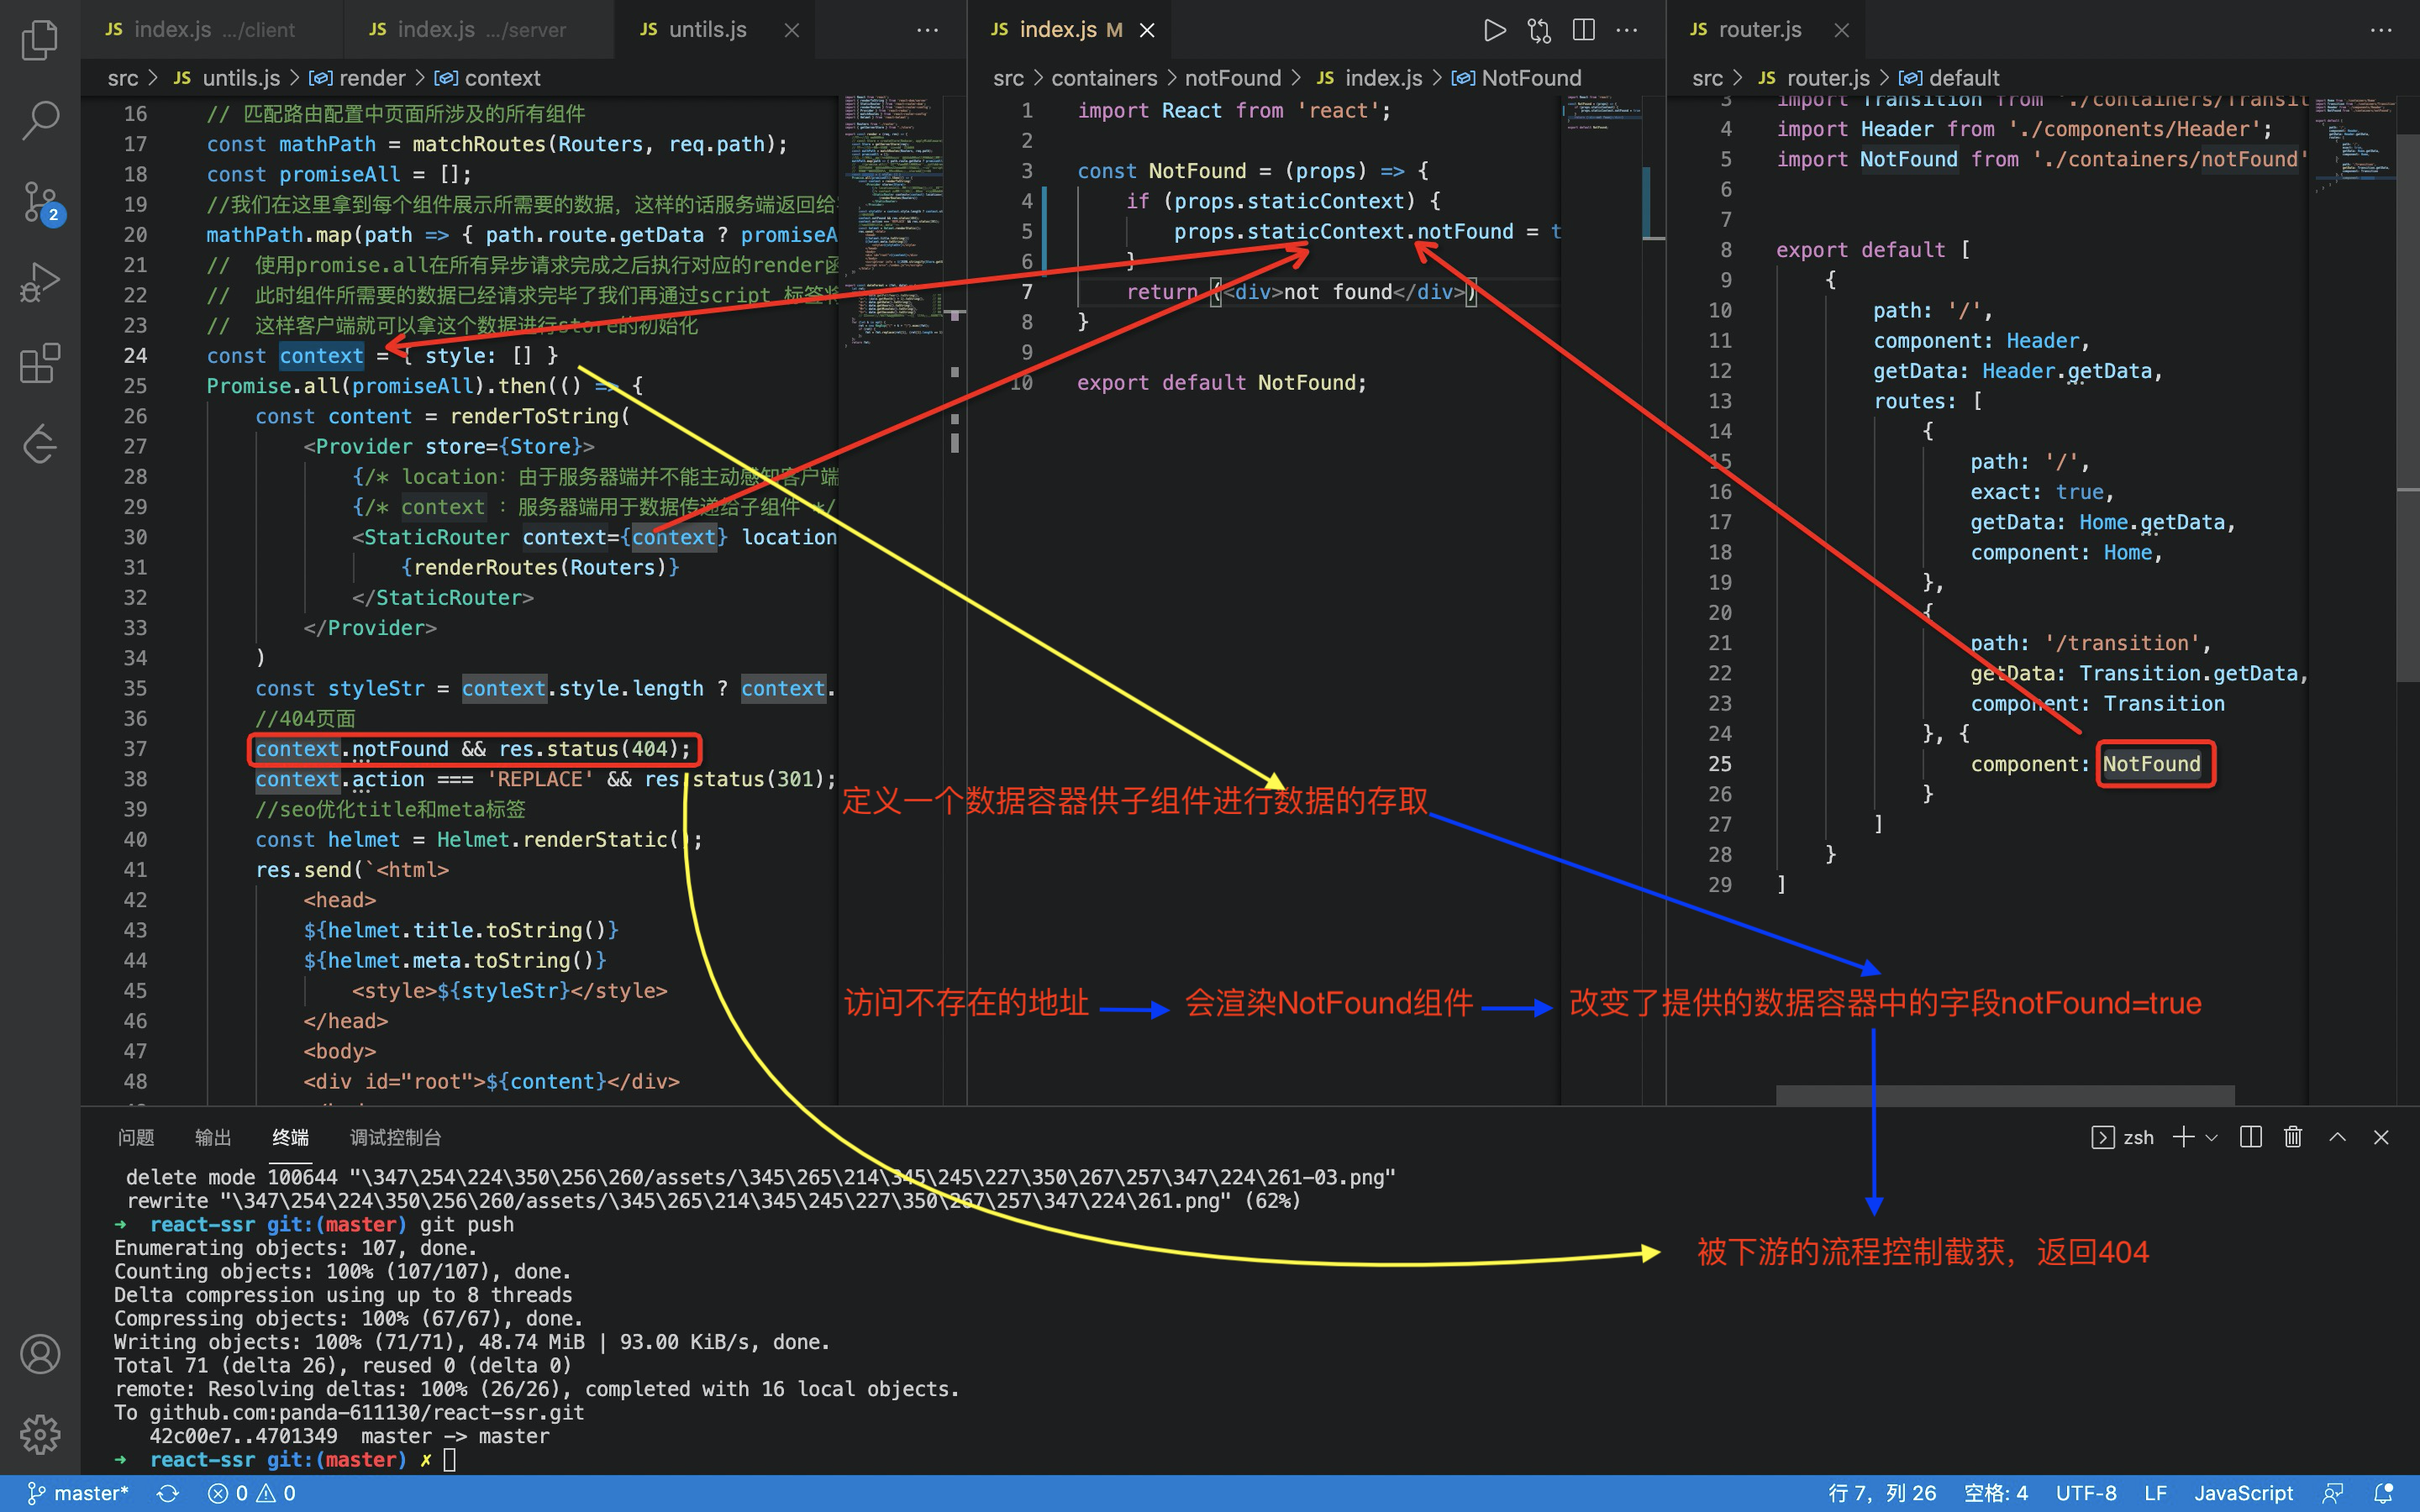 JS index.js .../client
JS index.js .../server
JS untils.js
src > JS untils.js > render > context
16 // 匹配路由配置中页面所涉及的所有组件
17 const mathPath = matchRoutes(Routers, req.path);
18 const promiseAll = [];
19 //我们在这里拿到每个组件展示所需要的数据，这样的话服务端返回给
20 mathPath.map(path => { path.route.getData ? promiseA
21 //  使用promise.all在所有异步请求完成之后执行对应的render函
22 //  此时组件所需要的数据已经请求完毕了我们再通过script 标签将
23 //  这样客户端就可以拿这个数据进行store的初始化
24 const context = { style: [] }
25 Promise.all(promiseAll).then(() => {
26 const content = renderToString(
27 <Provider store={Store}>
28 {/* location：由于服务器端并不能主动感知客户端
29 {/* context ：服务器端用于数据传递给子组件 */
30 <StaticRouter context={context} location
31 {renderRoutes(Routers)}
32 </StaticRouter>
33 </Provider>
34 )
35 const styleStr = context.style.length ? context.
36 //404页面
37 context.notFound && res.status(404);
38 context.action === 'REPLACE' && res.status(301);
39 //seo优化title和meta标签
40 const helmet = Helmet.renderStatic();
41 res.send(`<html>
42 <head>
43 ${helmet.title.toString()}
44 ${helmet.meta.toString()}
45 <style>${styleStr}</style>
46 </head>
47 <body>
48 <div id="root">${content}</div>
JS index.js M
src > containers > notFound > JS index.js > NotFound
1 import React from 'react';
2
3 const NotFound = (props) => {
4 if (props.staticContext) {
5 props.staticContext.notFound = t
6 }
7 return (<div>not found</div>)
8 }
9
10 export default NotFound;
JS router.js
src > JS router.js > default
3 import Transition from './containers/Transit
4 import Header from './components/Header';
5 import NotFound from './containers/notFound'
6
7
8 export default [
9 {
10 path: '/',
11 component: Header,
12 getData: Header.getData,
13 routes: [
14 {
15 path: '/',
16 exact: true,
17 getData: Home.getData,
18 component: Home,
19 },
20 {
21 path: '/transition',
22 getData: Transition.getData,
23 component: Transition
24 }, {
25 component: NotFound
26 }
27 ]
28 }
29 ]
定义一个数据容器供子组件进行数据的存取
访问不存在的地址
会渲染NotFound组件
改变了提供的数据容器中的字段notFound=true
被下游的流程控制截获，返回404
2
问题 输出 终端 调试控制台
zsh
delete mode 100644 "\347\254\224\350\256\260/assets/\345\265\214\345\245\227\350\267\257\347\224\261-03.png"
rewrite "\347\254\224\350\256\260/assets/\345\265\214\345\245\227\350\267\257\347\224\261.png" (62%)
➜  react-ssr git:(master) git push
Enumerating objects: 107, done.
Counting objects: 100% (107/107), done.
Delta compression using up to 8 threads
Compressing objects: 100% (67/67), done.
Writing objects: 100% (71/71), 48.74 MiB | 93.00 KiB/s, done.
Total 71 (delta 26), reused 0 (delta 0)
remote: Resolving deltas: 100% (26/26), completed with 16 local objects.
To github.com:panda-611130/react-ssr.git
42c00e7..4701349  master -> master
➜  react-ssr git:(master) ✗
master* 0 0
行 7，列 26 空格: 4 UTF-8 LF JavaScript